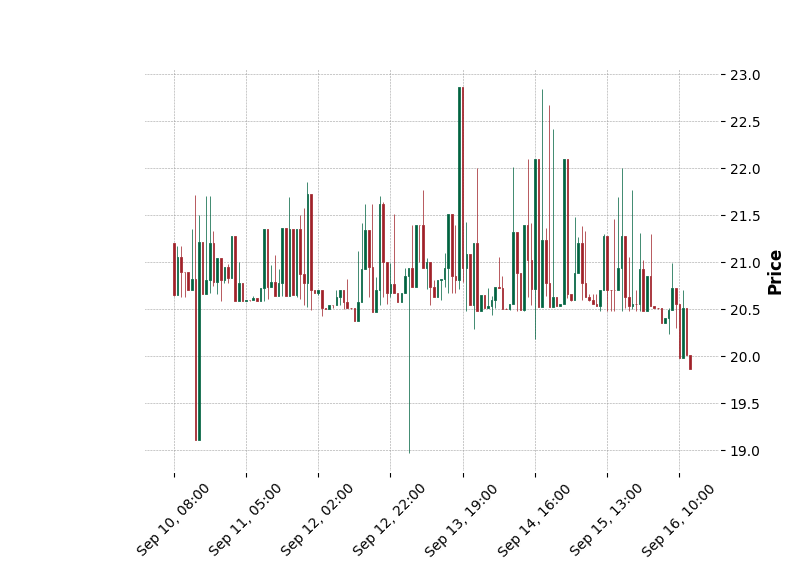 23.0
22.5
22.0
21.5
21.0
20.5
20.0
19.5
19.0
Price
Sep 10, 08:00
Sep 11, 05:00
Sep 12, 02:00
Sep 12, 22:00
Sep 13, 19:00
Sep 14, 16:00
Sep 15, 13:00
Sep 16, 10:00